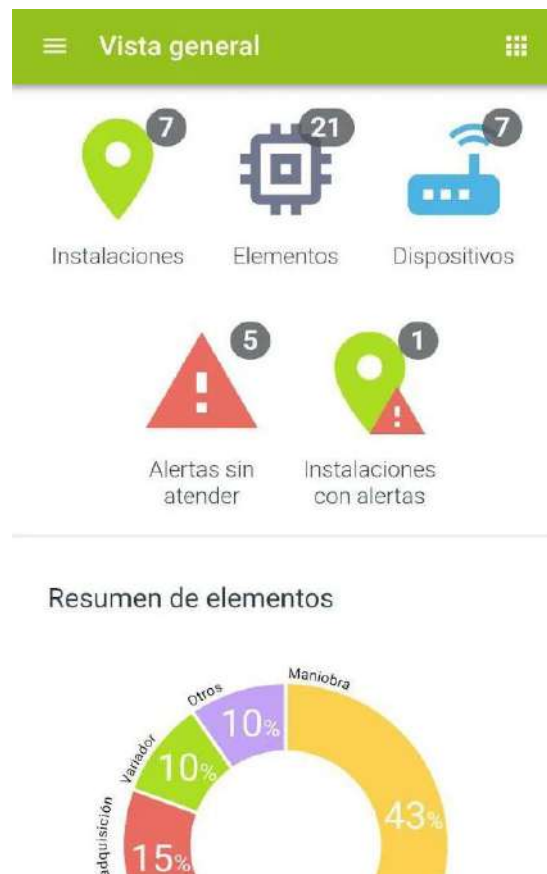 Vista general
7
21
7
Instalaciones
Elementos
Dispositivos
5
1
Alertas sin
atender
Instalaciones
con alertas
Resumen de elementos
Maniobra
Otros
10%
Variador
10%
43%
adquisición
15%